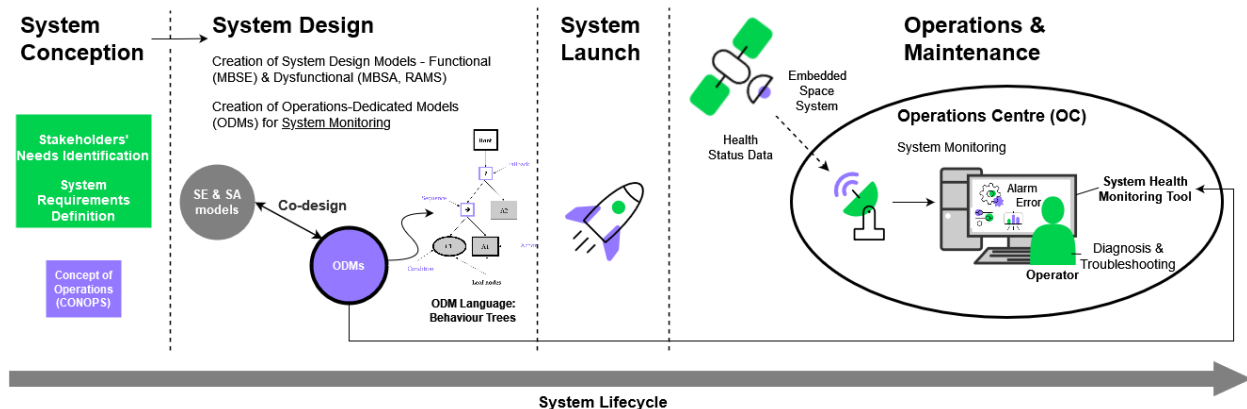 System
Conception
System Design
Creation of System Design Models - Functional
(MBSE) & Dysfunctional (MBSA, RAMS)
Creation of Operations-Dedicated Models
(ODMs) for System Monitoring
System
Launch
Operations &
Maintenance
Stakeholders'
Needs Identification
System
Requirements
Definition
Concept of
Operations
(CONOPS)
SE & SA
models
Co-design
ODMs
Root
?
Fallback
Sequence
A2
A1
Condition
Leaf nodes
ODM Language:
Behaviour Trees
Embedded
Space
System
Health
Status Data
Operations Centre (OC)
System Monitoring
Alarm
Error
System Health
Monitoring Tool
Diagnosis &
Troubleshooting
Operator
System Lifecycle